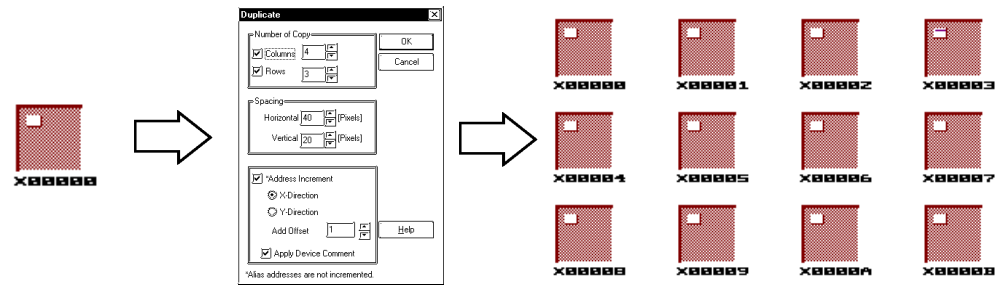 X00000
Duplicate
Number of Copy
Columns 4
Rows 3
OK
Cancel
Spacing
Horizontal 40 [Pixels]
Vertical 20 [Pixels]
*Address Increment
X-Direction
Y-Direction
Add Offset 1
Help
Apply Device Comment
*Alias addresses are not incremented.
X00000 X00001 X00002 X00003
X00004 X00005 X00006 X00007
X00008 X00009 X0000A X0000B